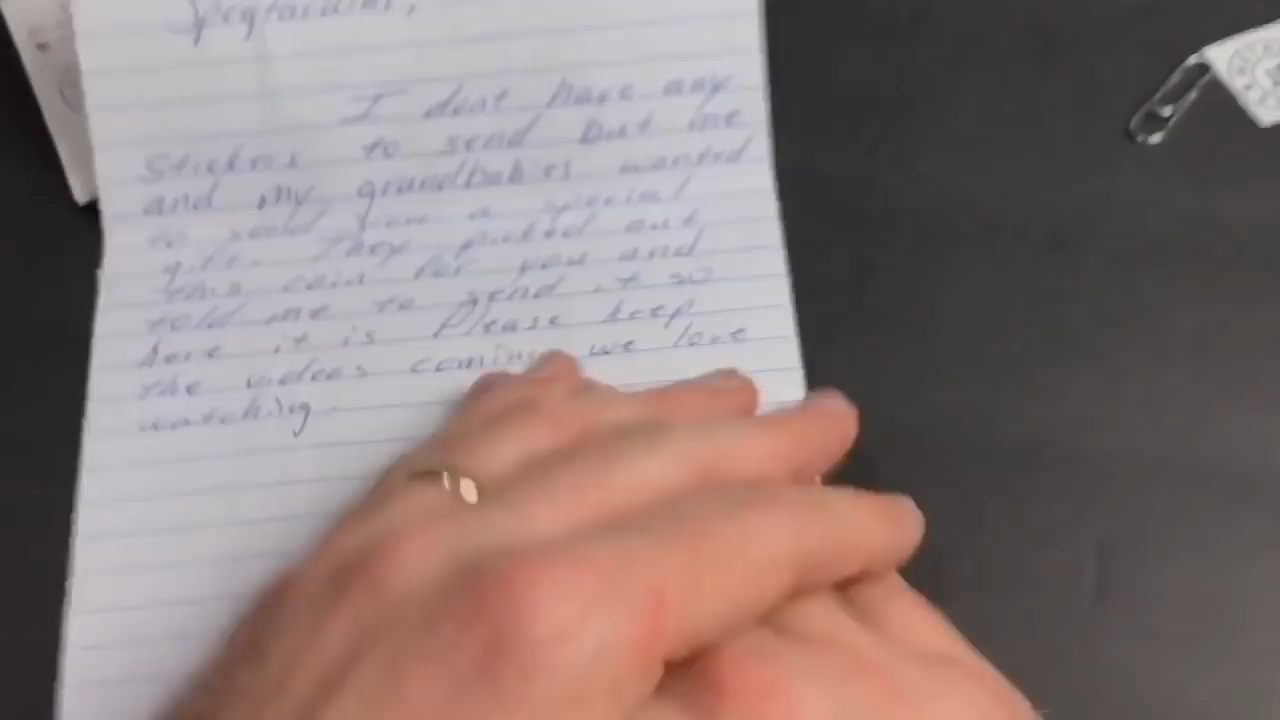 I dont have any
Stickers to send but me
and my grandbabies wanted
to send you a special
gift. They picked out
this coin for you and
told me to send it so
here it is Please keep
the videos coming we love
watching.